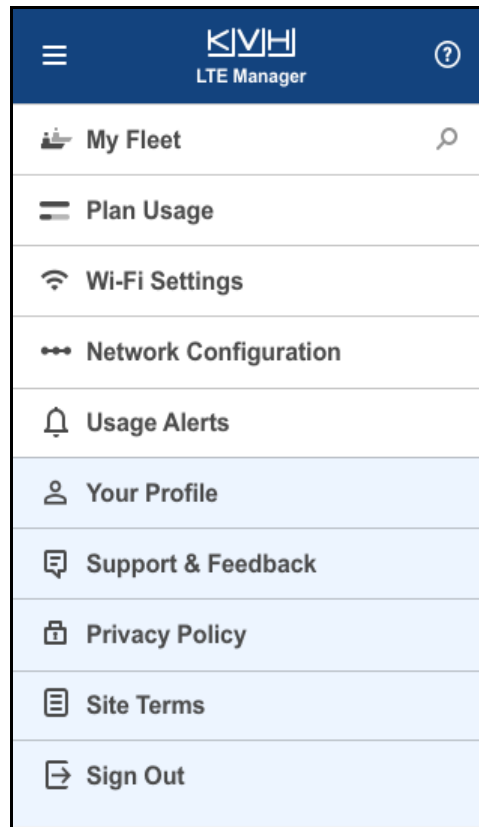 KVH
LTE Manager
My Fleet
Plan Usage
Wi-Fi Settings
Network Configuration
Usage Alerts
Your Profile
Support & Feedback
Privacy Policy
Site Terms
Sign Out